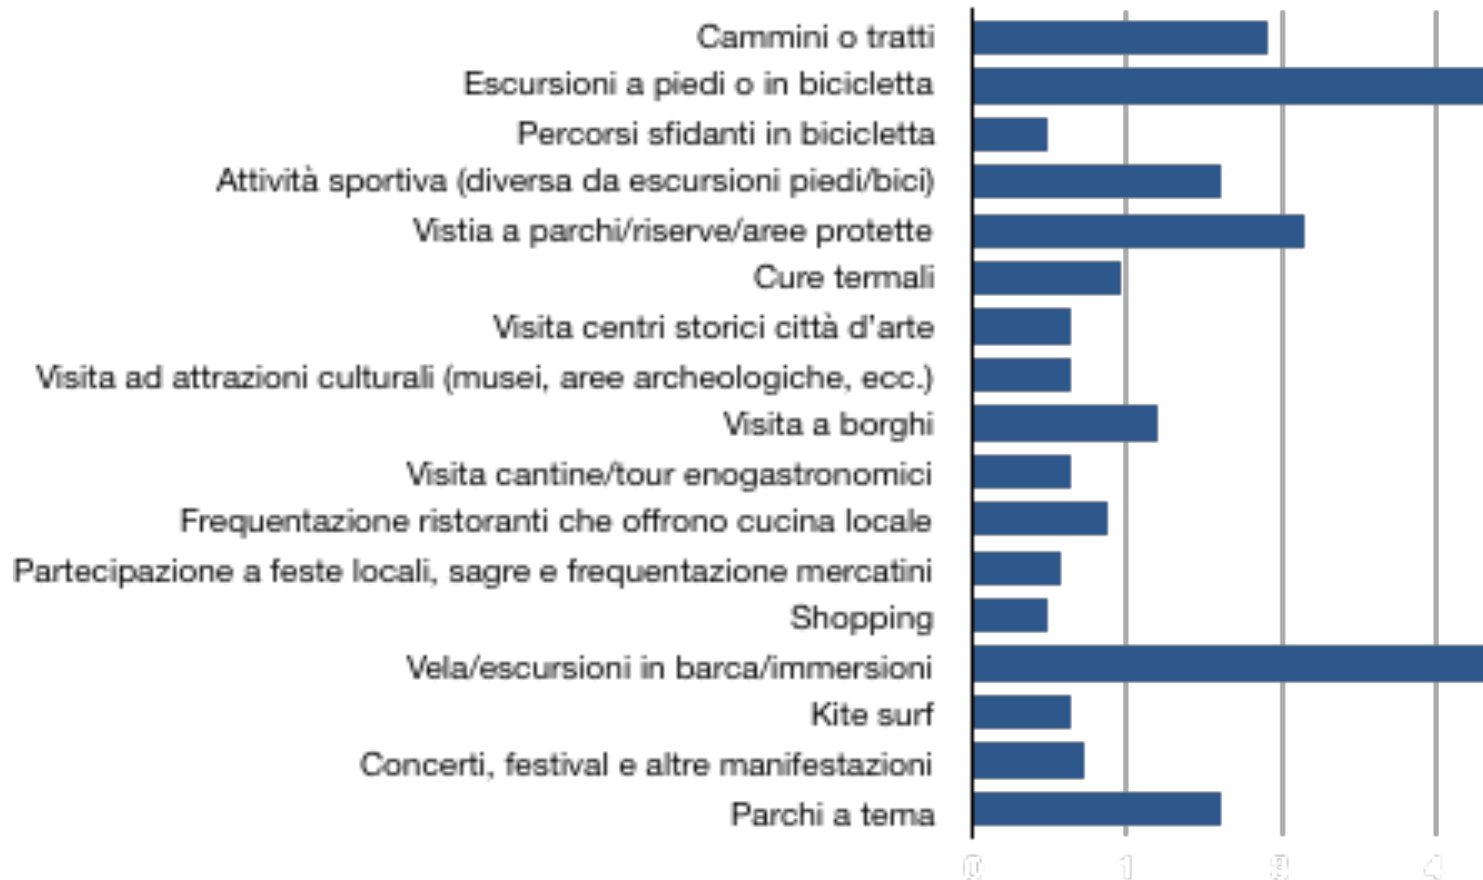 Cammini o tratti
Escursioni a piedi o in bicicletta
Percorsi sfidanti in bicicletta
Attività sportiva (diversa da escursioni piedi/bici)
Vistia a parchi/riserve/aree protette
Cure termali
Visita centri storici città d'arte
Visita ad attrazioni culturali (musei, aree archeologiche, ecc.)
Visita a borghi
Visita cantine/tour enogastronomici
Frequentazione ristoranti che offrono cucina locale
Partecipazione a feste locali, sagre e frequentazione mercatini
Shopping
Vela/escursioni in barca/immersioni
Kite surf
Concerti, festival e altre manifestazioni
Parchi a tema
0 1 4